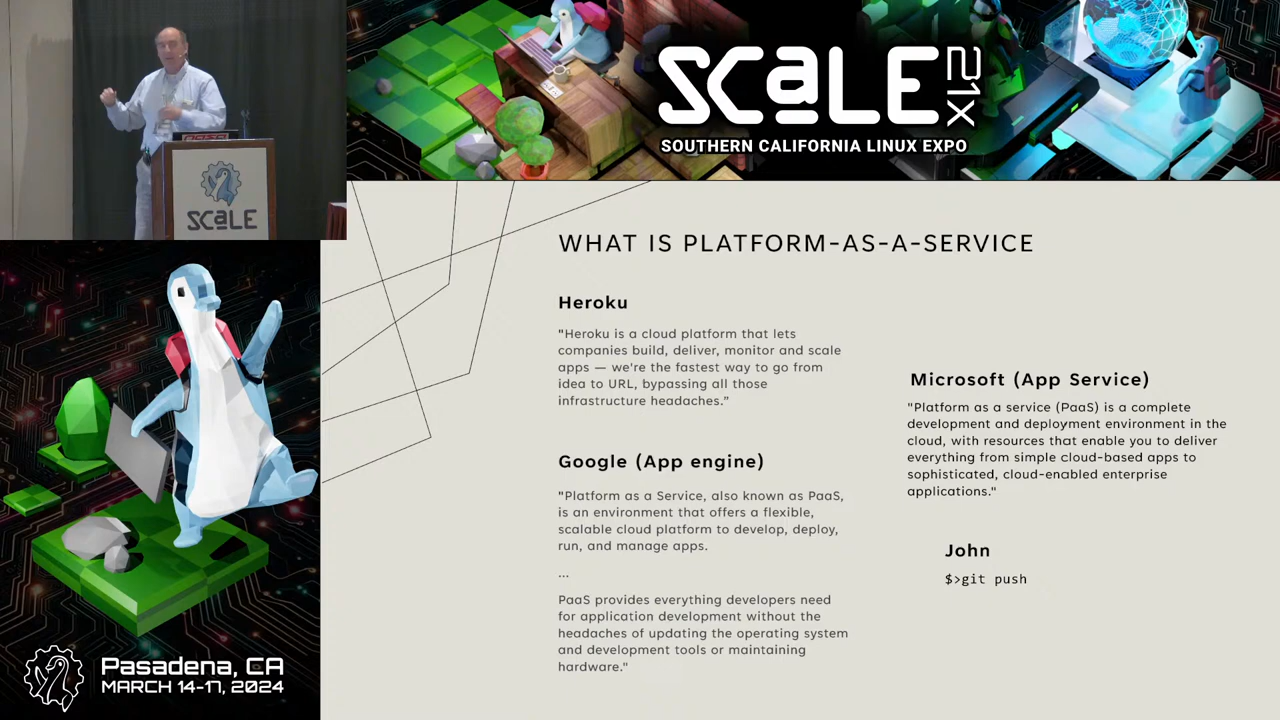 SCaLE 21X
SOUTHERN CALIFORNIA LINUX EXPO
SCaLE
WHAT IS PLATFORM-AS-A-SERVICE
Heroku
"Heroku is a cloud platform that lets
companies build, deliver, monitor and scale
apps — we're the fastest way to go from
idea to URL, bypassing all those
infrastructure headaches.”
Google (App engine)
"Platform as a Service, also known as PaaS,
is an environment that offers a flexible,
scalable cloud platform to develop, deploy,
run, and manage apps.
...
PaaS provides everything developers need
for application development without the
headaches of updating the operating system
and development tools or maintaining
hardware."
Microsoft (App Service)
"Platform as a service (PaaS) is a complete
development and deployment environment in the
cloud, with resources that enable you to deliver
everything from simple cloud-based apps to
sophisticated, cloud-enabled enterprise
applications."
John
$>git push
Pasadena, CA
MARCH 14-17, 2024